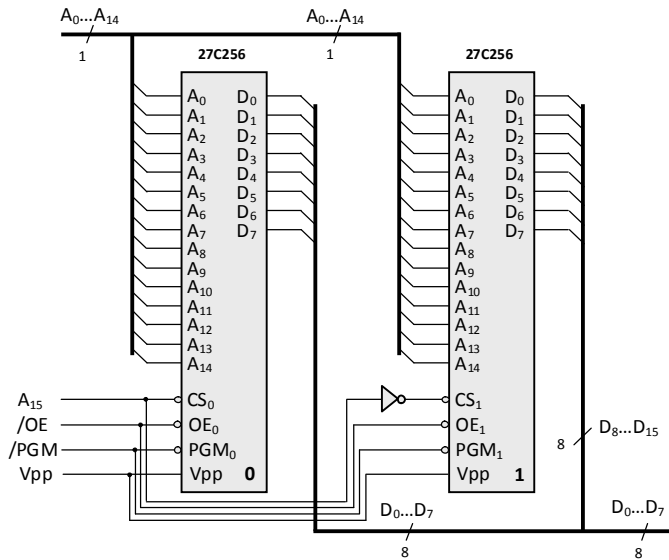 A₀...A₁₄ A₀...A₁₄
1 1
27C256 27C256
A₀ D₀ A₀ D₀
A₁ D₁ A₁ D₁
A₂ D₂ A₂ D₂
A₃ D₃ A₃ D₃
A₄ D₄ A₄ D₄
A₅ D₅ A₅ D₅
A₆ D₆ A₆ D₆
A₇ D₇ A₇ D₇
A₈ A₈
A₉ A₉
A₁₀ A₁₀
A₁₁ A₁₁
A₁₂ A₁₂
A₁₃ A₁₃
A₁₄ A₁₄
A₁₅ CS₀ CS₁
/OE OE₀ OE₁ D₈...D₁₅
8
/PGM PGM₀ PGM₁
Vpp Vpp 0 Vpp 1
D₀...D₇ D₀...D₇
8 8